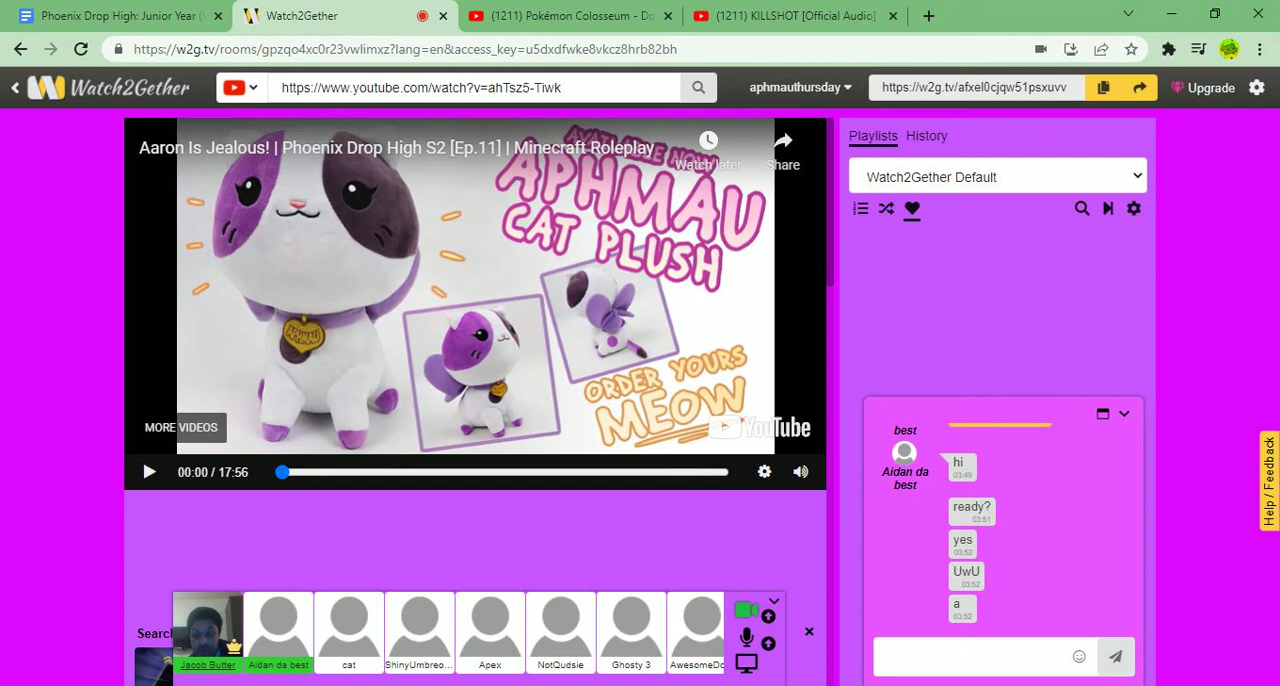 Phoenix Drop High: Junior Year (
Watch2Gether
(1211) Pokémon Colosseum - Do
(1211) KILLSHOT [Official Audio]
https://w2g.tv/rooms/gpzqo4xc0r23vwlimxz?lang=en&access_key=u5dxdfwke8vkcz8hrb82bh
Watch2Gether
https://www.youtube.com/watch?v=ahTsz5-Tiwk
aphmauthursday
https://w2g.tv/afxel0cjqw51psxuvv
Upgrade
Aaron Is Jealous! | Phoenix Drop High S2 [Ep.11] | Minecraft Roleplay
Watch later
Share
APHMAU
CAT PLUSH
APHMAU
ORDER YOURS
MEOW
MORE VIDEOS
YouTube
00:00 / 17:56
Playlists
History
Watch2Gether Default
best
Aidan da
best
hi
03:49
ready?
03:51
yes
03:52
UwU
03:52
a
03:52
Help / Feedback
Search
Jacob Butter
Aidan da best
cat
ShinyUmbreo...
Apex
NotQudsie
Ghosty 3
AwesomeDo